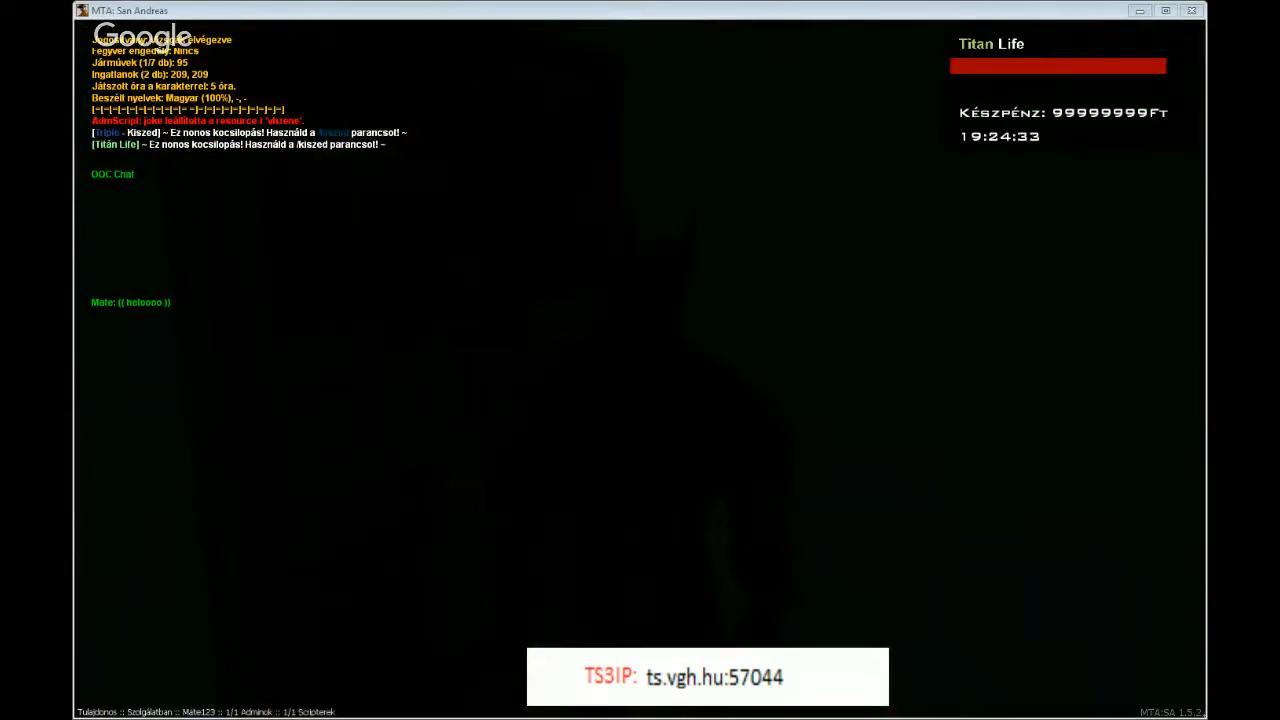 MTA: San Andreas
Google
elvégezve
Fegyver engedély: Nincs
Járművek (1/7 db): 95
Ingatlanok (2 db): 209, 209
Játszott óra a karakterrel: 5 óra.
Beszélt nyelvek: Magyar (100%), -, -
AdmScript: joke leállította a resource-t 'vhzene'.
[Triple - Kiszed] ~ Ez nonos kocsilopás! Használd a /kiszed parancsot! ~
[Titán Life] ~ Ez nonos kocsilopás! Használd a /kiszed parancsot! ~
OOC Chat
Mate: (( heloooo ))
Titan Life
Készpénz: 99999999Ft
19:24:33
TS3IP: ts.vgh.hu:57044
Tulajdonos :: Szolgálatban :: Mate123 :: 1/1 Adminok :: 1/1 Scripterek
MTA:SA 1.5.2